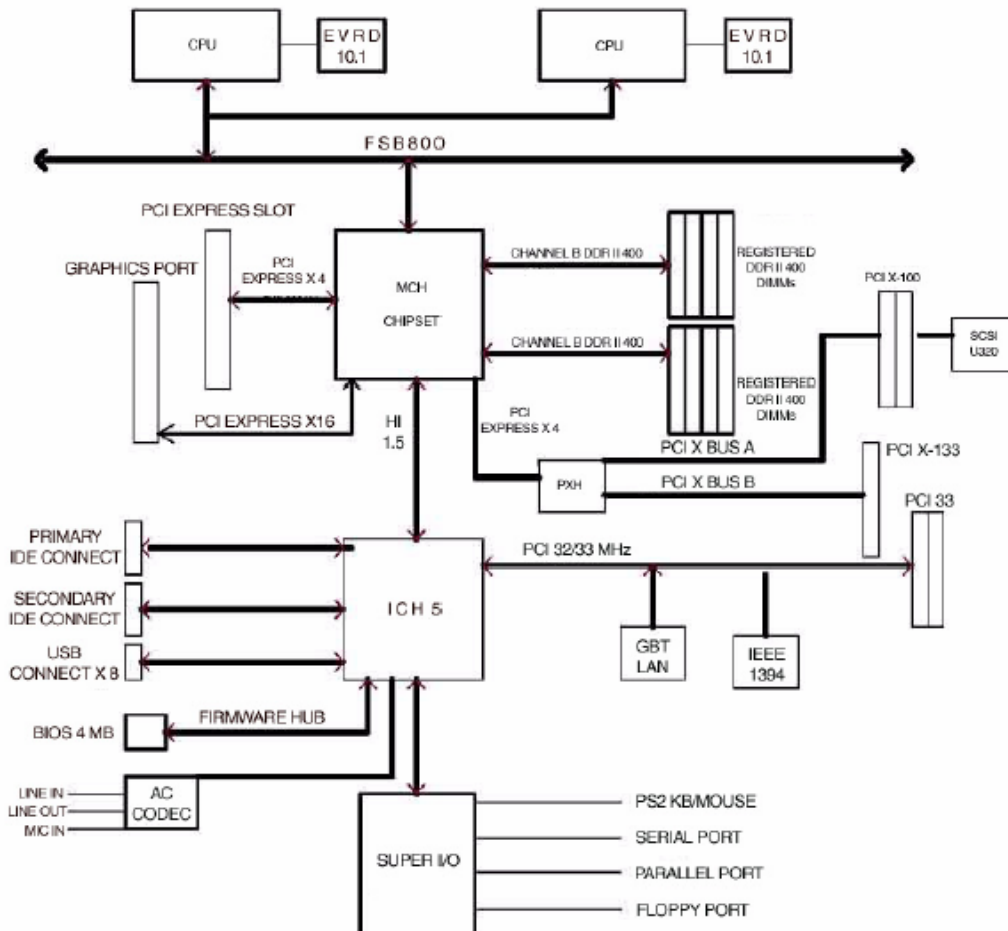 CPU
EVRD
10.1
CPU
EVRD
10.1
FSB800
PCI EXPRESS SLOT
GRAPHICS PORT
PCI
EXPRESS X 4
MCH
CHIPSET
CHANNEL B DDR II 400
REGISTERED
DDR II 400
DIMMs
CHANNEL B DDR II 400
REGISTERED
DDR II 400
DIMMs
PCI X-100
SCSI
U320
PCI EXPRESS X16
HI
1.5
PCI
EXPRESS X 4
PXH
PCI X BUS A
PCI X BUS B
PCI X-133
PCI 33
PRIMARY
IDE CONNECT
SECONDARY
IDE CONNECT
USB
CONNECT X 8
ICH 5
PCI 32/33 MHz
GBT
LAN
IEEE
1394
BIOS 4 MB
FIRMWARE HUB
LINE IN
LINE OUT
MIC IN
AC
CODEC
SUPER I/O
PS2 KB/MOUSE
SERIAL PORT
PARALLEL PORT
FLOPPY PORT